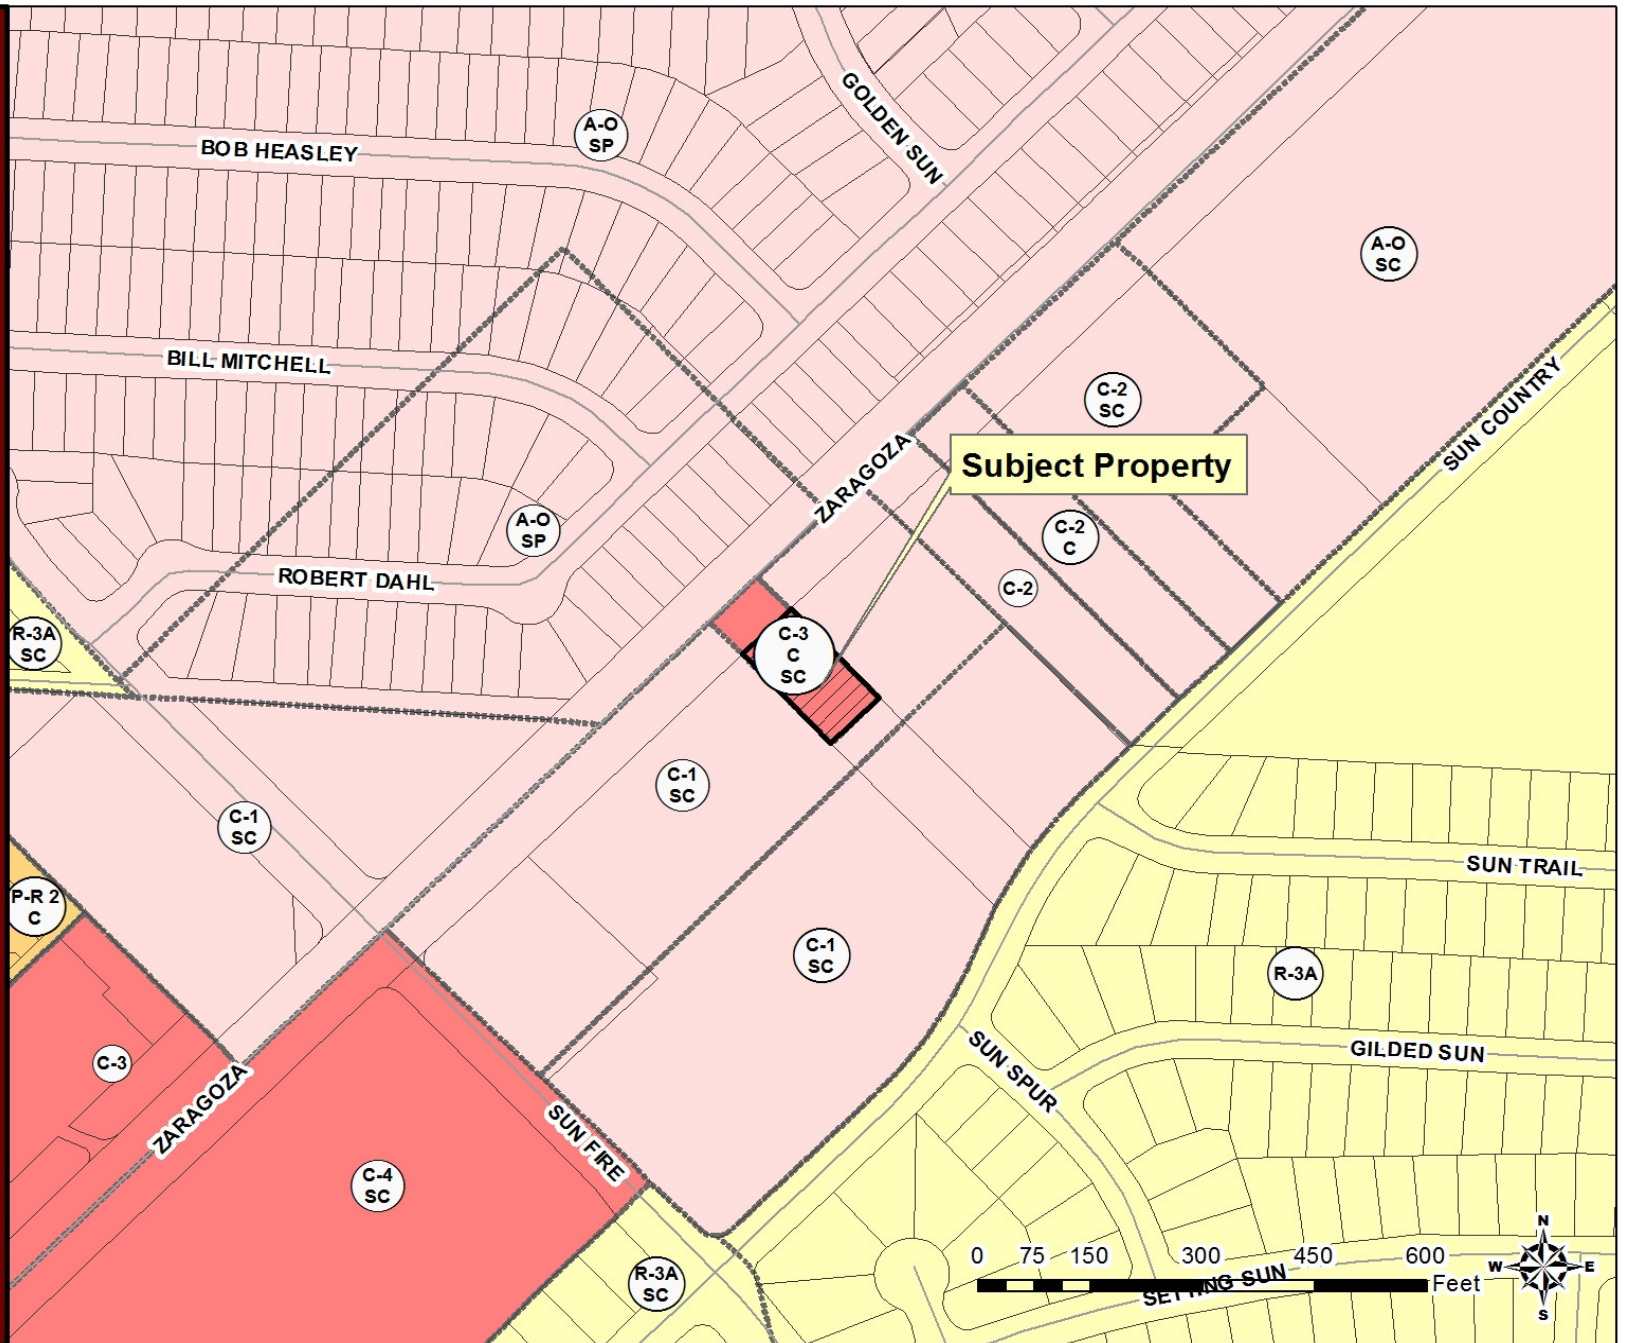 GOLDEN SUN
A-O
SP
BOB HEASLEY
A-O
SC
BILL MITCHELL
C-2
SC
SUN COUNTRY
ZARAGOZA
Subject Property
A-O
SP
C-2
C
ROBERT DAHL
C-2
R-3A
SC
C-3
C
SC
C-1
SC
C-1
SC
SUN TRAIL
P-R 2
C
C-1
SC
R-3A
C-3
GILDED SUN
ZARAGOZA
SUN SPUR
SUN FIRE
C-4
SC
R-3A
SC
0 75 150 300 450 600
Feet
SETTING SUN
N
W E
S